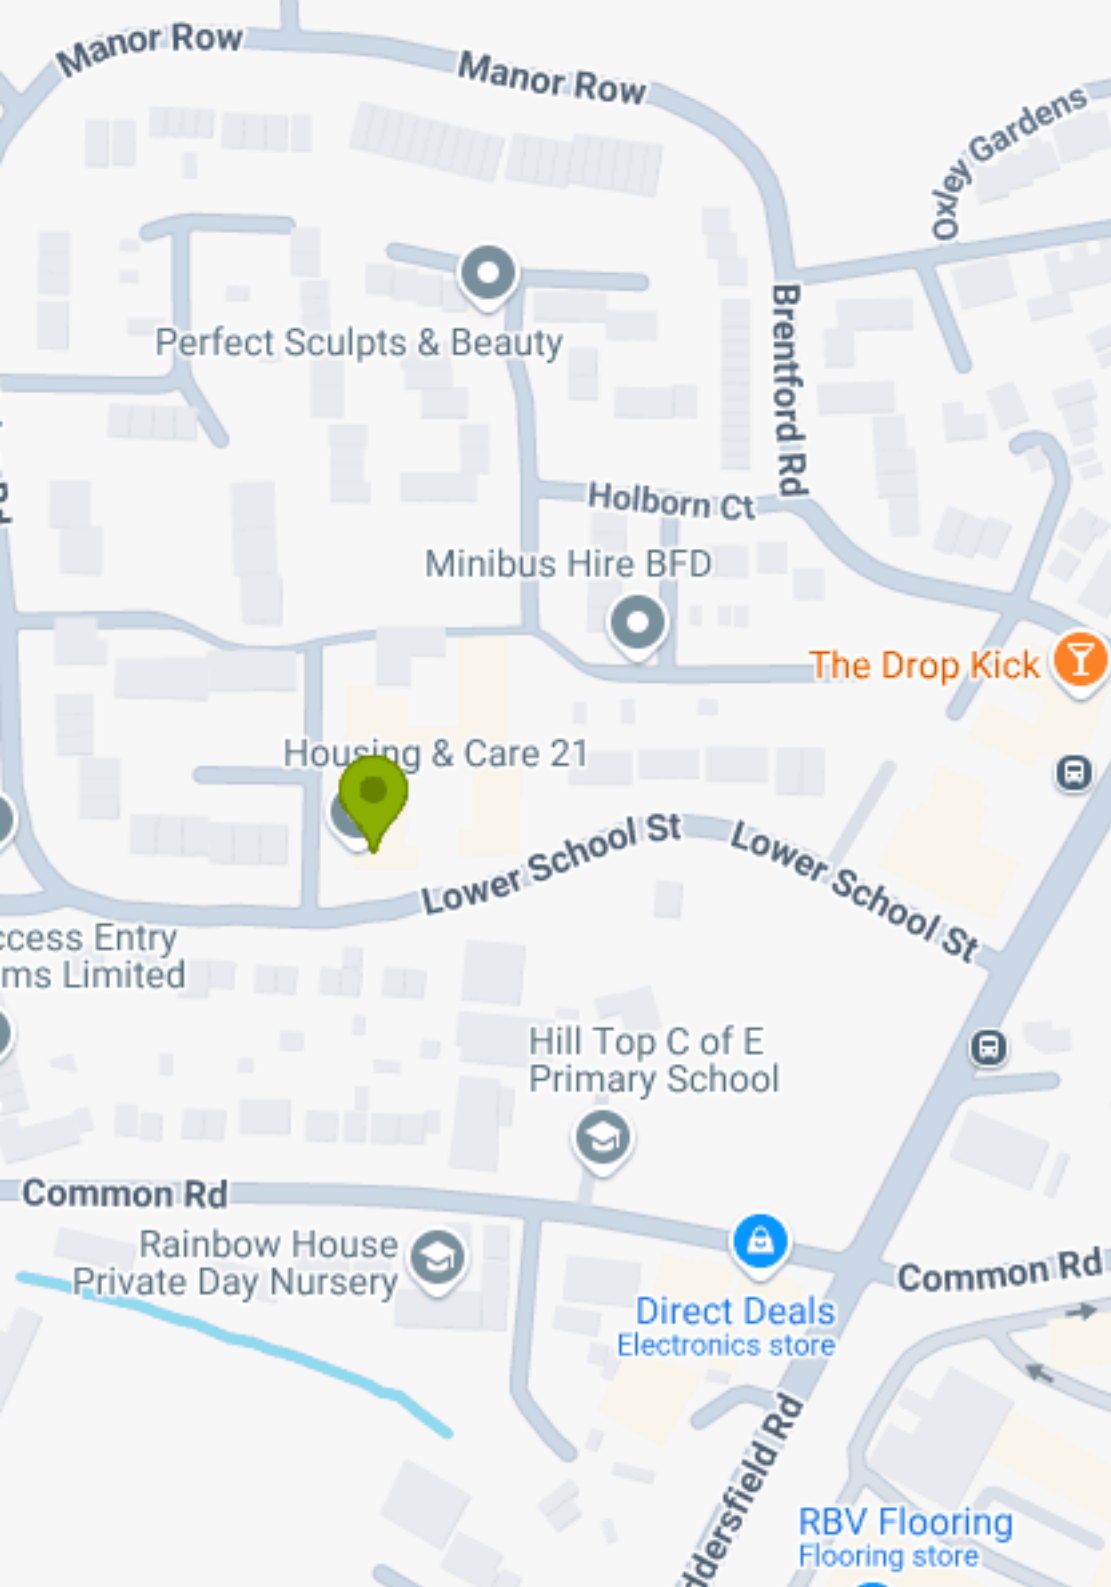 Manor Row
Manor Row
Oxley Gardens
Perfect Sculpts & Beauty
Brentford Rd
Rd
Holborn Ct
Minibus Hire BFD
The Drop Kick
Housing & Care 21
Lower School St
Lower School St
ccess Entry
ms Limited
Hill Top C of E
Primary School
Common Rd
Rainbow House
Private Day Nursery
Common Rd
Direct Deals
Electronics store
ddersfield Rd
RBV Flooring
Flooring store